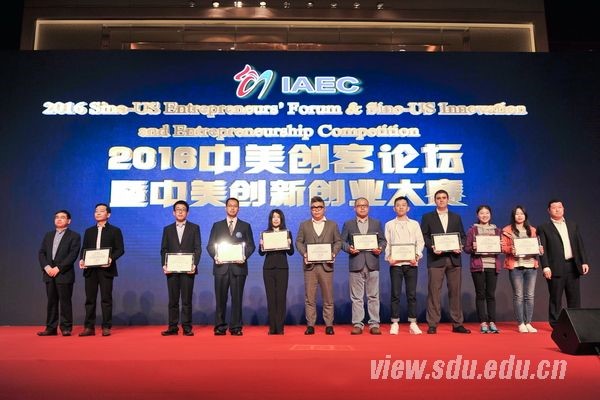 IAEC
2016 Sino-US Entrepreneurs' Forum & Sino-US Innovation
and Entrepreneurship Competition
2016中美创客论坛
暨中美创新创业大赛
view.sdu.edu.cn